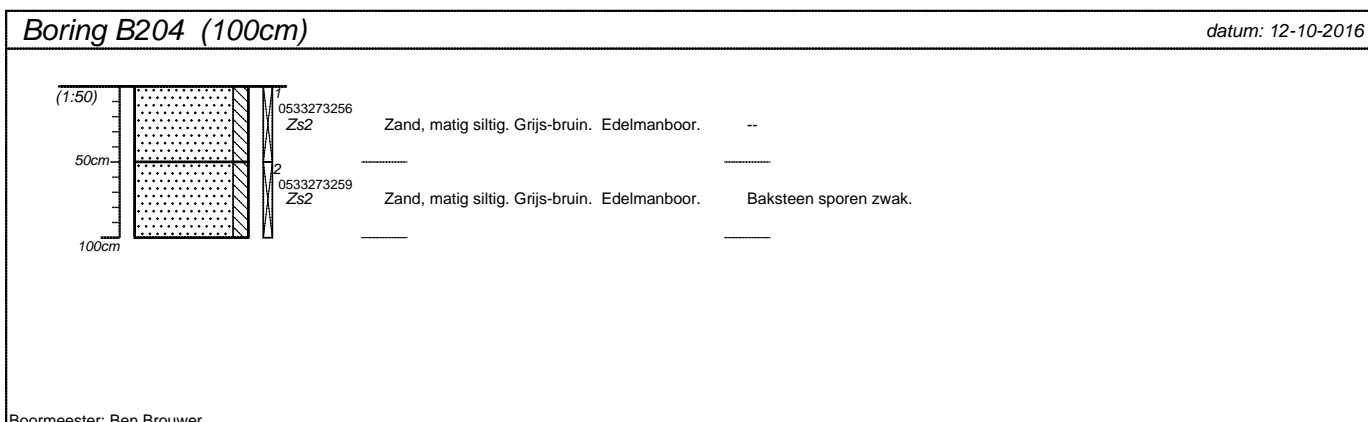 Boring B204 (100cm) datum: 12-10-2016
(1:50)
1
0533273256
Zs2 Zand, matig siltig. Grijs-bruin. Edelmanboor. --
50cm
2
0533273259
Zs2 Zand, matig siltig. Grijs-bruin. Edelmanboor. Baksteen sporen zwak.
100cm
Boormeester: Ben Brouwer